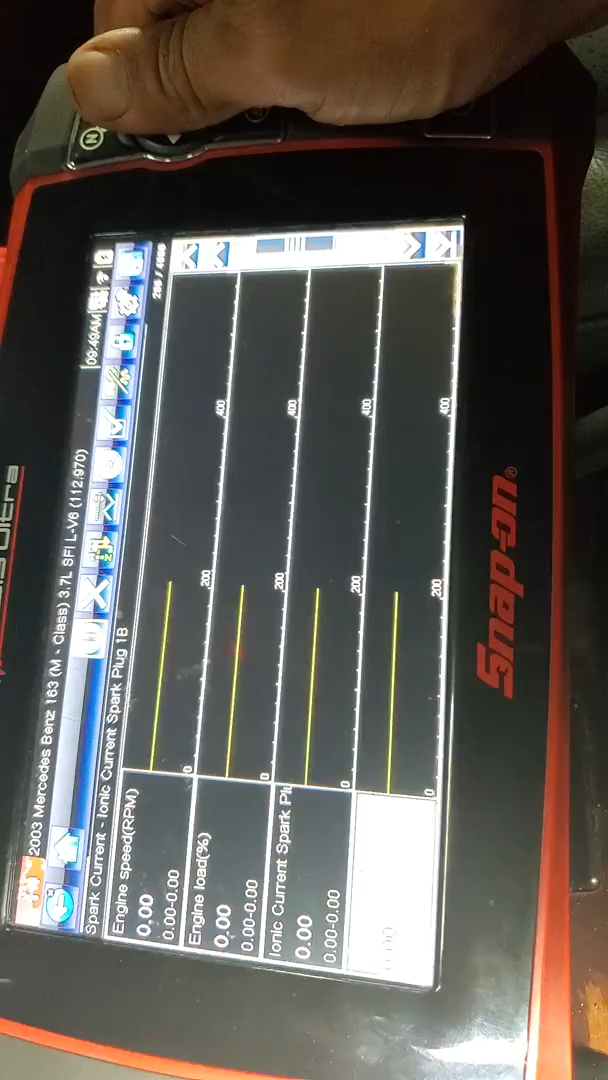 09:49AM
2003 Mercedes Benz 163 (M - Class) 3.7L SFI L-V6 (112.970)
Spark Current - Ionic Current Spark Plug 1B
Engine speed(RPM)
0.00
0.00-0.00
0 200 400
Engine load(%)
0.00
0.00-0.00
0 200 400
Ionic Current Spark Plu
0.00
0.00-0.00
0 200 400
0.00
0 200 400
Snap-on®
N